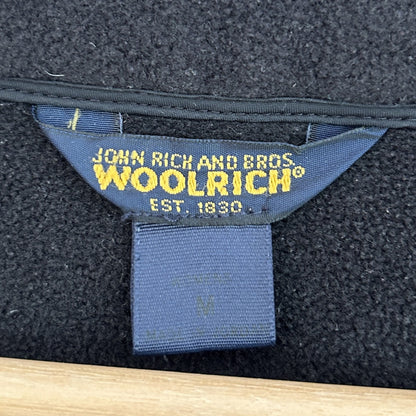 JOHN RICH AND BROS.
WOOLRICH®
EST. 1830
M